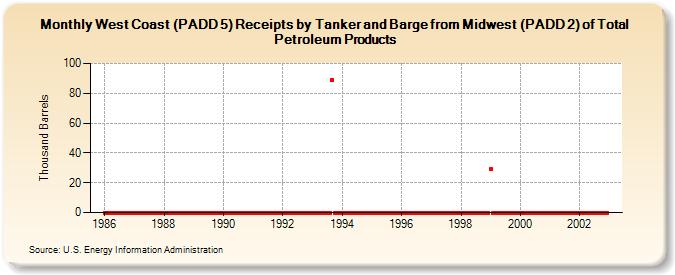 Monthly West Coast (PADD 5) Receipts by Tanker and Barge from Midwest (PADD 2) of Total
Petroleum Products
Thousand Barrels
100
80
60
40
20
0
1986 1988 1990 1992 1994 1996 1998 2000 2002
Source: U.S. Energy Information Administration